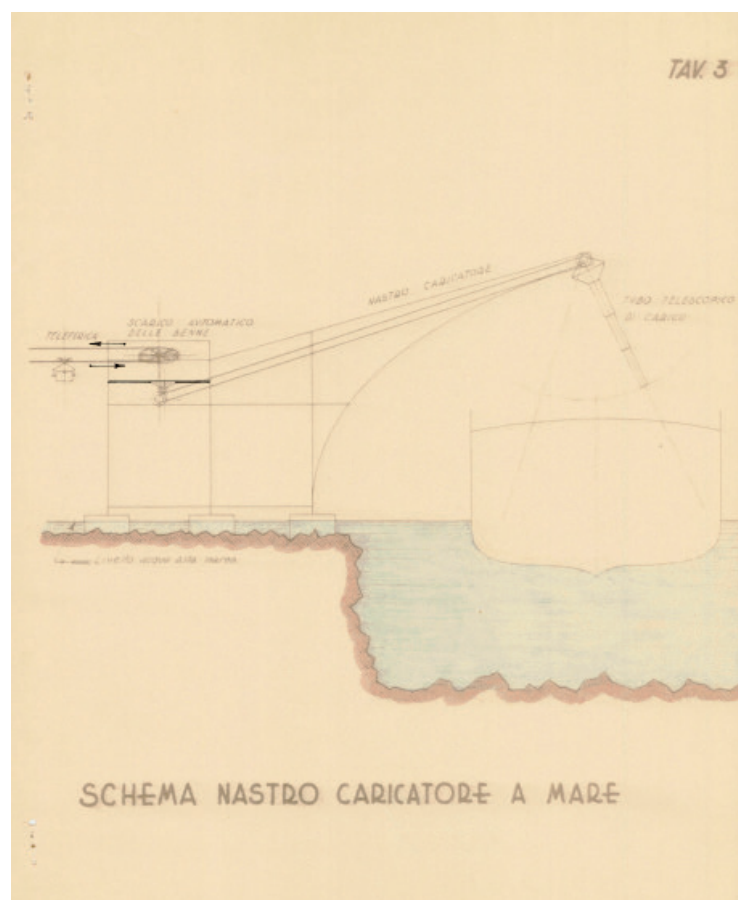 TAV. 3
NASTRO CARICATORE
TUBO TELESCOPICO
DI CARICO
SCARICO AUTOMATICO
DELLE BENNE
TELEFERICA
Livello acqua alta marea
SCHEMA NASTRO CARICATORE A MARE